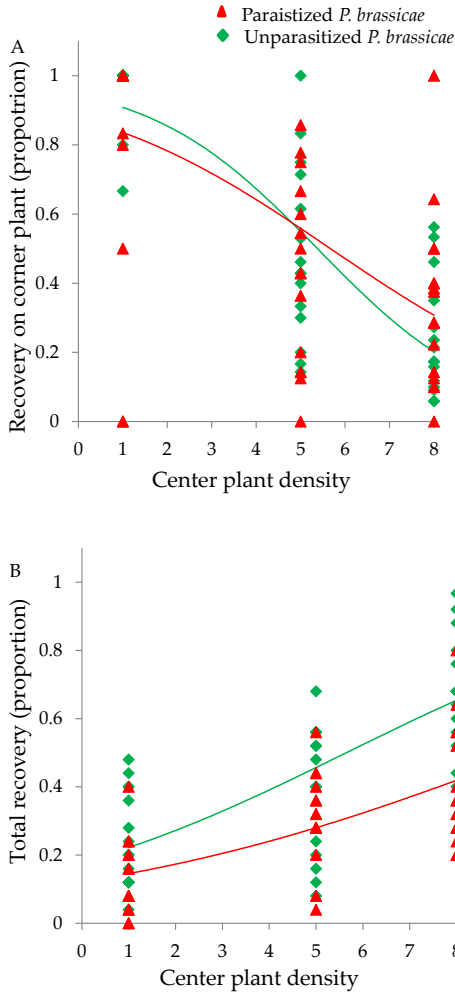 Paraistized P. brassicae
Unparasitized P. brassicae
A
Recovery on corner plant (propotrion)
1
0.8
0.6
0.4
0.2
0
0 1 2 3 4 5 6 7 8
Center plant density
B
Total recovery (proportion)
1
0.8
0.6
0.4
0.2
0
0 1 2 3 4 5 6 7 8
Center plant density